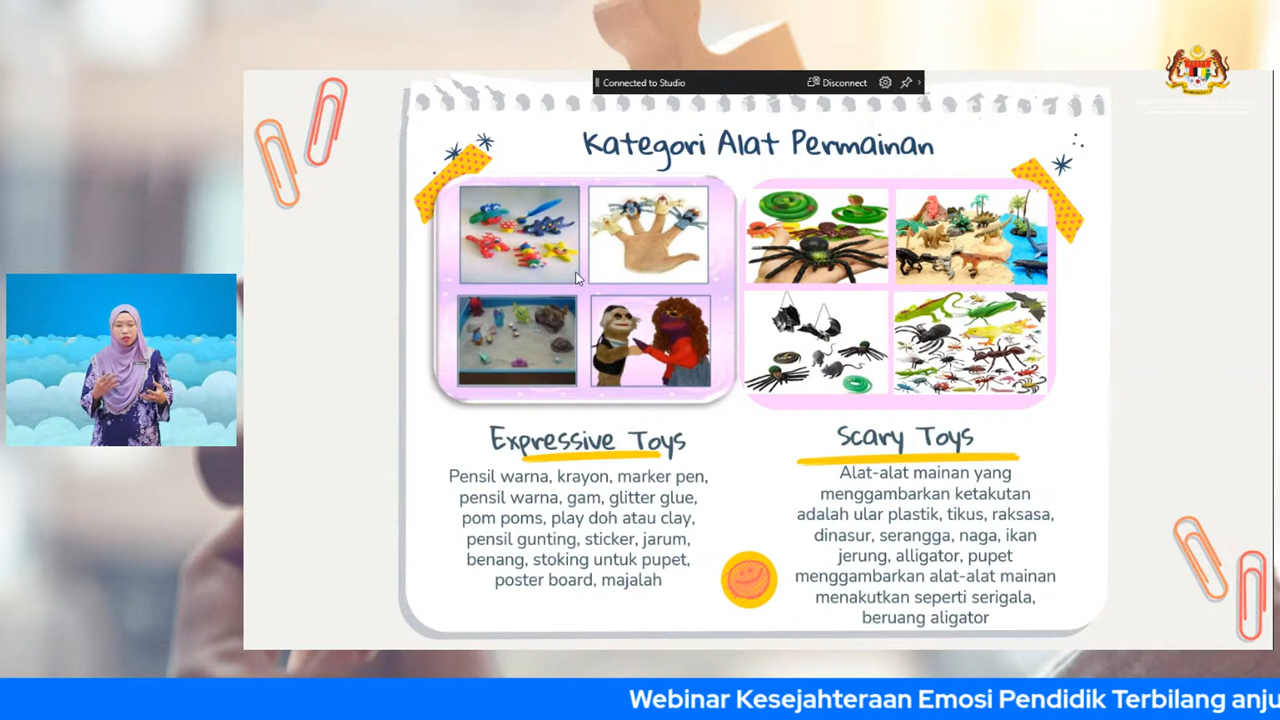 Connected to Studio
Disconnect
Kategori Alat Permainan
Expressive Toys
Pensil warna, krayon, marker pen,
pensil warna, gam, glitter glue,
pom poms, play doh atau clay,
pensil gunting, sticker, jarum,
benang, stoking untuk pupet,
poster board, majalah
Scary Toys
Alat-alat mainan yang
menggambarkan ketakutan
adalah ular plastik, tikus, raksasa,
dinasur, serangga, naga, ikan
jerung, alligator, pupet
menggambarkan alat-alat mainan
menakutkan seperti serigala,
beruang aligator
Webinar Kesejahteraan Emosi Pendidik Terbilang anju